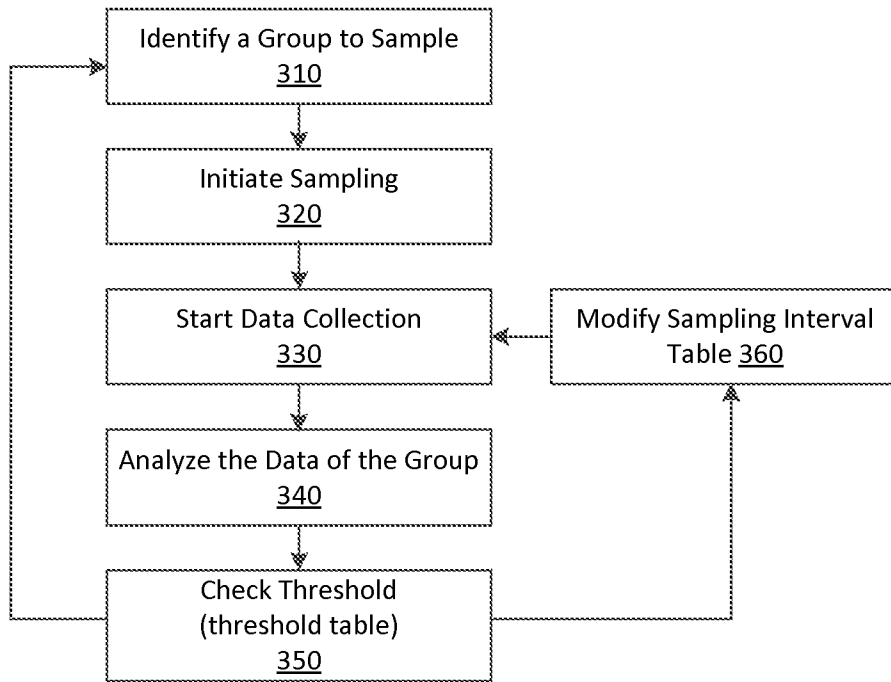 Identify a Group to Sample
310
Initiate Sampling
320
Start Data Collection
330
Modify Sampling Interval
Table 360
Analyze the Data of the Group
340
Check Threshold
(threshold table)
350